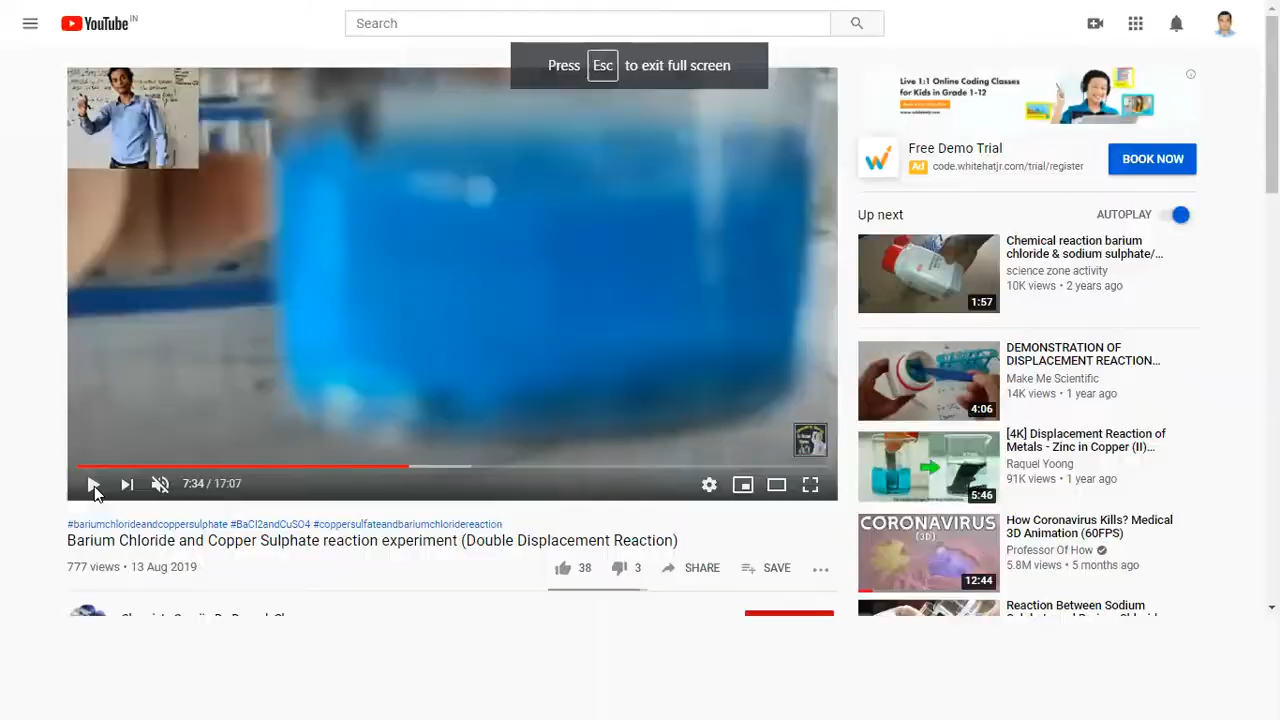 YouTube IN
Search
Press Esc to exit full screen
Live 1:1 Online Coding Classes
for Kids in Grade 1-12
Free Demo Trial
Ad code.whitehatjr.com/trial/register
BOOK NOW
Up next
AUTOPLAY
Chemical reaction barium
chloride & sodium sulphate/...
science zone activity
10K views • 2 years ago
1:57
DEMONSTRATION OF
DISPLACEMENT REACTION...
Make Me Scientific
14K views • 1 year ago
4:06
[4K] Displacement Reaction of
Metals - Zinc in Copper (II)...
Raquel Yoong
91K views • 1 year ago
5:46
CORONAVIRUS
(3D)
How Coronavirus Kills? Medical
3D Animation (60FPS)
Professor Of How
5.8M views • 5 months ago
12:44
Reaction Between Sodium
7:34 / 17:07
#bariumchlorideandcoppersulphate #BaCl2andCuSO4 #coppersulfateandbariumchloridereaction
Barium Chloride and Copper Sulphate reaction experiment (Double Displacement Reaction)
777 views • 13 Aug 2019
38
3
SHARE
SAVE